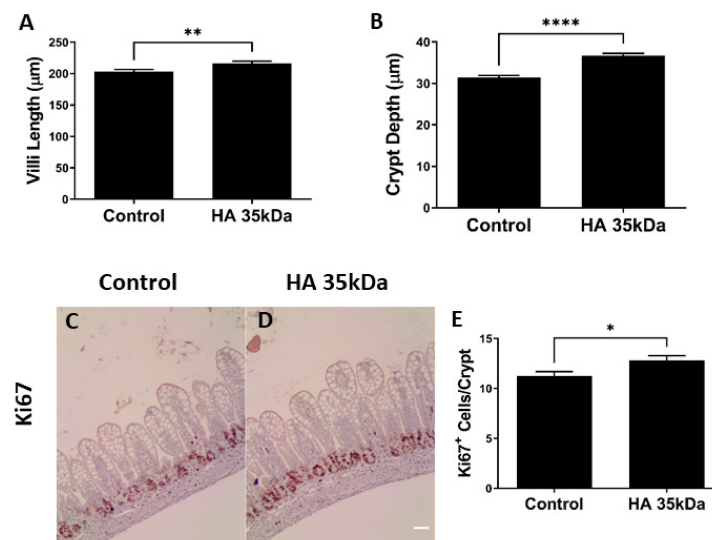 A
**
Villi Length (μm)
250
200
150
100
50
0
Control
HA 35kDa
B
****
Crypt Depth (μm)
40
30
20
10
0
Control
HA 35kDa
Control
HA 35kDa
Ki67
C
D
E
*
Ki67+ Cells/Crypt
15
10
5
0
Control
HA 35kDa